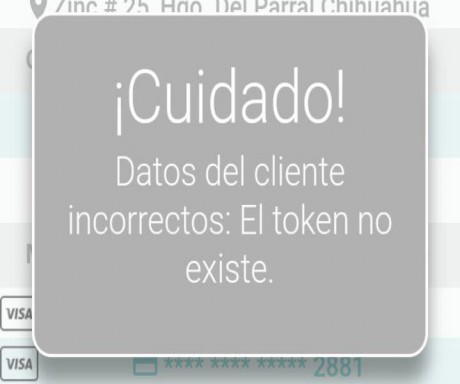 Zinc # 25, Hgo. Del Parral Chihuahua
¡Cuidado!
Datos del cliente
incorrectos: El token no
existe.
VISA
VISA **** **** ***** 2881